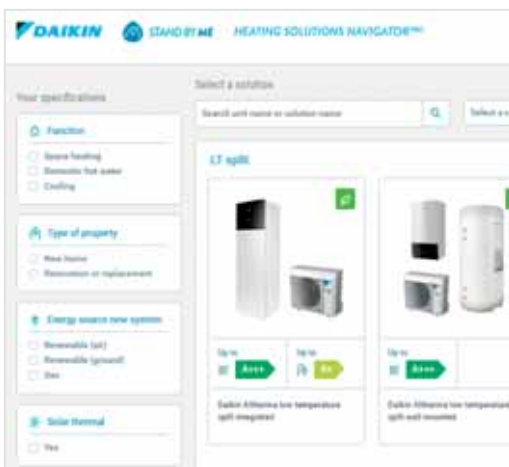 DAIKIN
STAND BY ME
HEATING SOLUTIONS NAVIGATOR
Your specifications
Function
Space heating
Domestic hot water
Cooling
Type of property
New home
Renovation or replacement
Energy source new system
Renewable (air)
Renewable (ground)
Gas
Solar thermal
Yes
Select a solution
Search unit name or solution name
Select a
LT split
Up to
A+++
Up to
A+
Daikin Altherma low temperature
split integrated
Up to
A+++
Daikin Altherma low temperature
split wall mounted